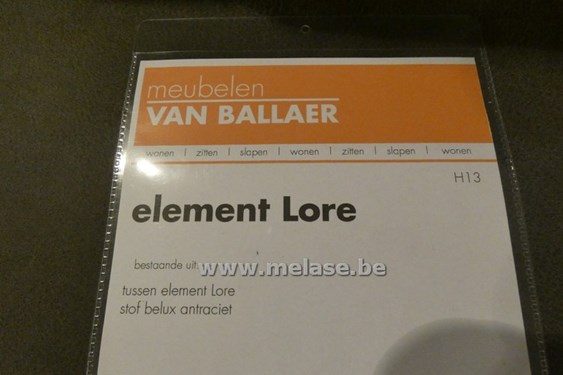 meubelen
VAN BALLAER
wonen | zitten | slapen | wonen | zitten | slapen | wonen
H13
element Lore
bestaande uit
www.melase.be
tussen element Lore
stof belux antraciet